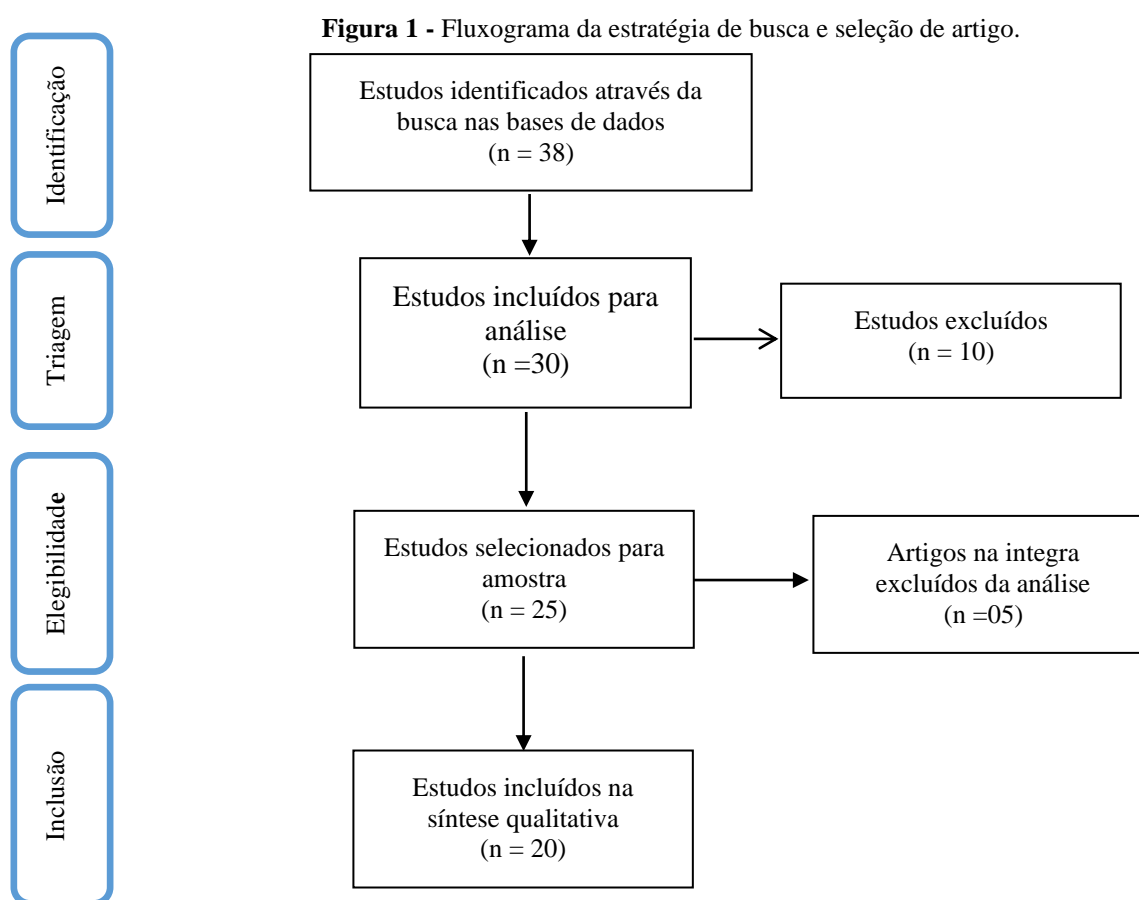 Figura 1 - Fluxograma da estratégia de busca e seleção de artigo.
Identificação
Estudos identificados através da
busca nas bases de dados
(n = 38)
Triagem
Estudos incluídos para
análise
(n =30)
Estudos excluídos
(n = 10)
Elegibilidade
Estudos selecionados para
amostra
(n = 25)
Artigos na integra
excluídos da análise
(n =05)
Inclusão
Estudos incluídos na
síntese qualitativa
(n = 20)